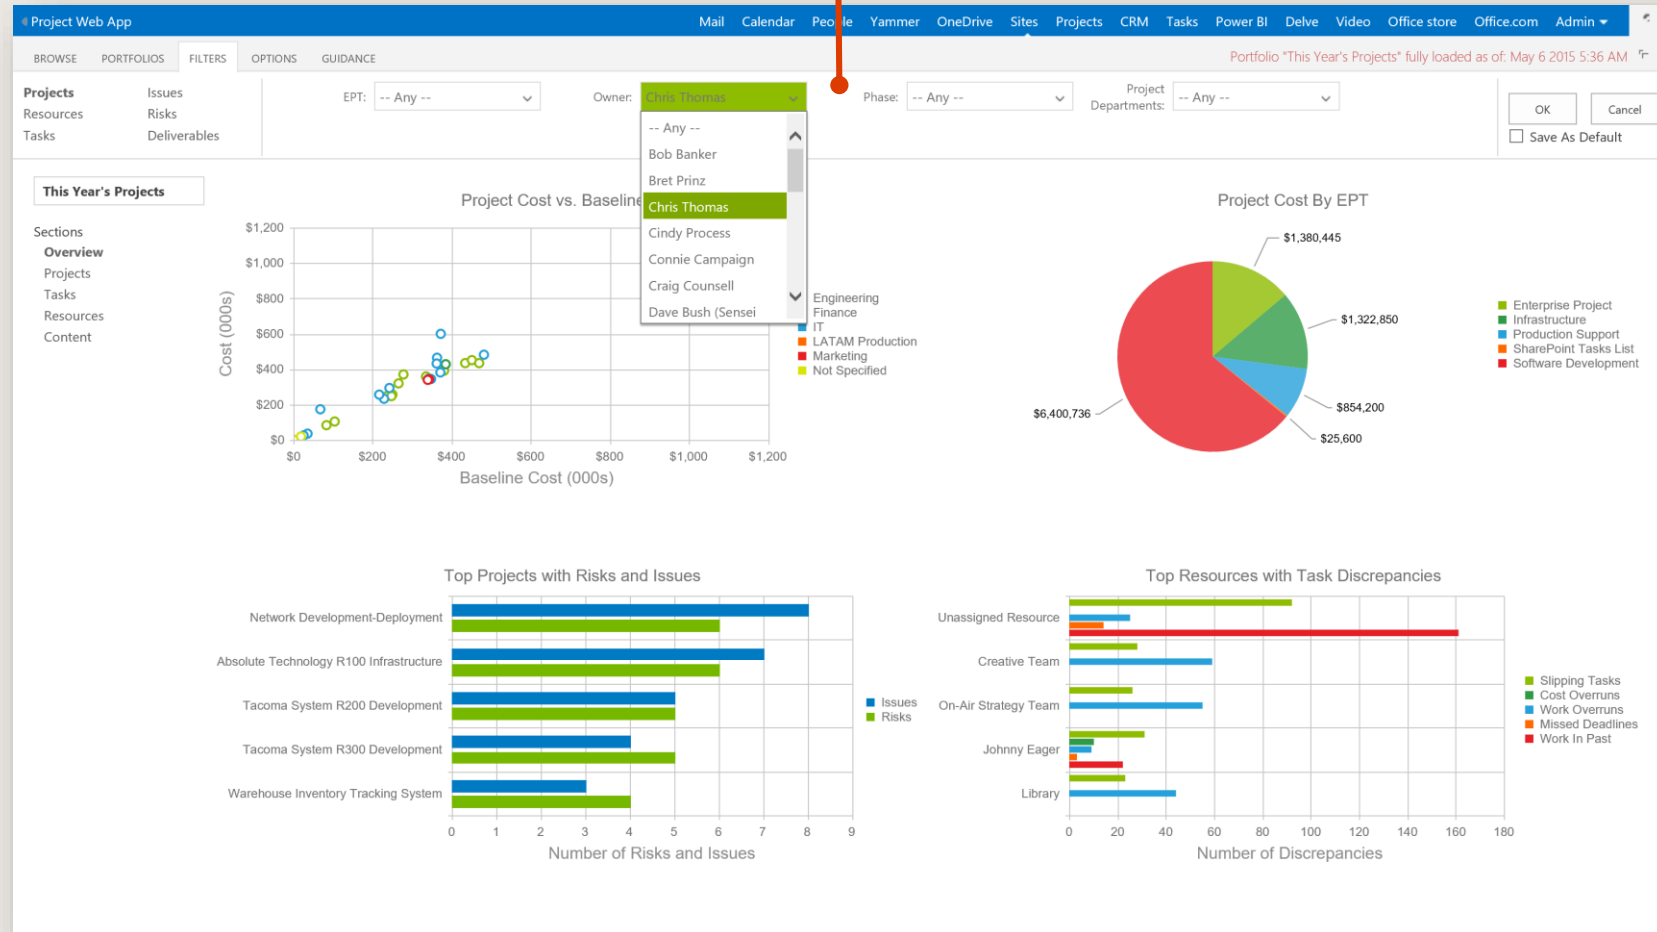 Project Web App
Mail Calendar People Yammer OneDrive Sites Projects CRM Tasks Power BI Delve Video Office store Office.com Admin
BROWSE PORTFOLIOS FILTERS OPTIONS GUIDANCE
Portfolio "This Year's Projects" fully loaded as of: May 6 2015 5:36 AM
Projects Issues
Resources Risks
Tasks Deliverables
EPT: -- Any --
Owner: Chris Thomas
Phase: -- Any --
Project
Departments: -- Any --
OK Cancel
Save As Default
-- Any --
Bob Banker
Bret Prinz
Chris Thomas
Cindy Process
Connie Campaign
Craig Counsell
Dave Bush (Sensei
This Year's Projects
Sections
Overview
Projects
Tasks
Resources
Content
Project Cost vs. Baseline
$1,200
$1,000
$800
$600
$400
$200
$0
Cost (000s)
$0 $200 $400 $600 $800 $1,000 $1,200
Baseline Cost (000s)
Engineering
Finance
IT
LATAM Production
Marketing
Not Specified
Project Cost By EPT
$1,380,445
$1,322,850
$854,200
$25,600
$6,400,736
Enterprise Project
Infrastructure
Production Support
SharePoint Tasks List
Software Development
Top Projects with Risks and Issues
Network Development-Deployment
Absolute Technology R100 Infrastructure
Tacoma System R200 Development
Tacoma System R300 Development
Warehouse Inventory Tracking System
0 1 2 3 4 5 6 7 8 9
Number of Risks and Issues
Issues
Risks
Top Resources with Task Discrepancies
Unassigned Resource
Creative Team
On-Air Strategy Team
Johnny Eager
Library
0 20 40 60 80 100 120 140 160 180
Number of Discrepancies
Slipping Tasks
Cost Overruns
Work Overruns
Missed Deadlines
Work In Past